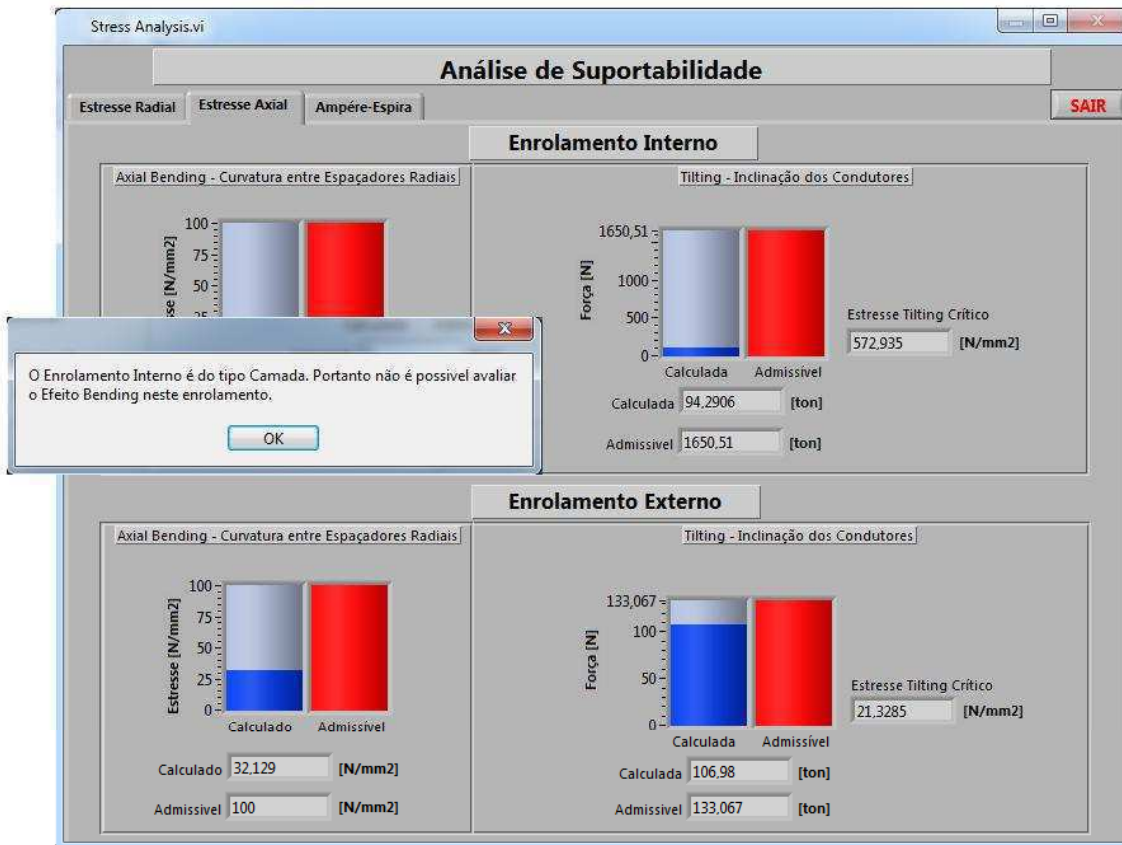 Stress Analysis.vi
Análise de Suportabilidade
Estresse Radial
Estresse Axial
Ampére-Espira
SAIR
Enrolamento Interno
Axial Bending - Curvatura entre Espaçadores Radiais
100
75
50
Tilting - Inclinação dos Condutores
Força [N]
1650,51
1000
500
0
Calculada Admissível
Calculada 94,2906 [ton]
Admissivel 1650,51 [ton]
Estresse Tilting Crítico
572,935 [N/mm2]
O Enrolamento Interno é do tipo Camada. Portanto não é possivel avaliar
o Efeito Bending neste enrolamento.
OK
Enrolamento Externo
Axial Bending - Curvatura entre Espaçadores Radiais
Estresse [N/mm2]
100
75
50
25
0
Calculado Admissível
Calculado 32,129 [N/mm2]
Admissivel 100 [N/mm2]
Tilting - Inclinação dos Condutores
Força [N]
133,067
100
50
0
Calculada Admissível
Calculada 106,98 [ton]
Admissivel 133,067 [ton]
Estresse Tilting Crítico
21,3285 [N/mm2]